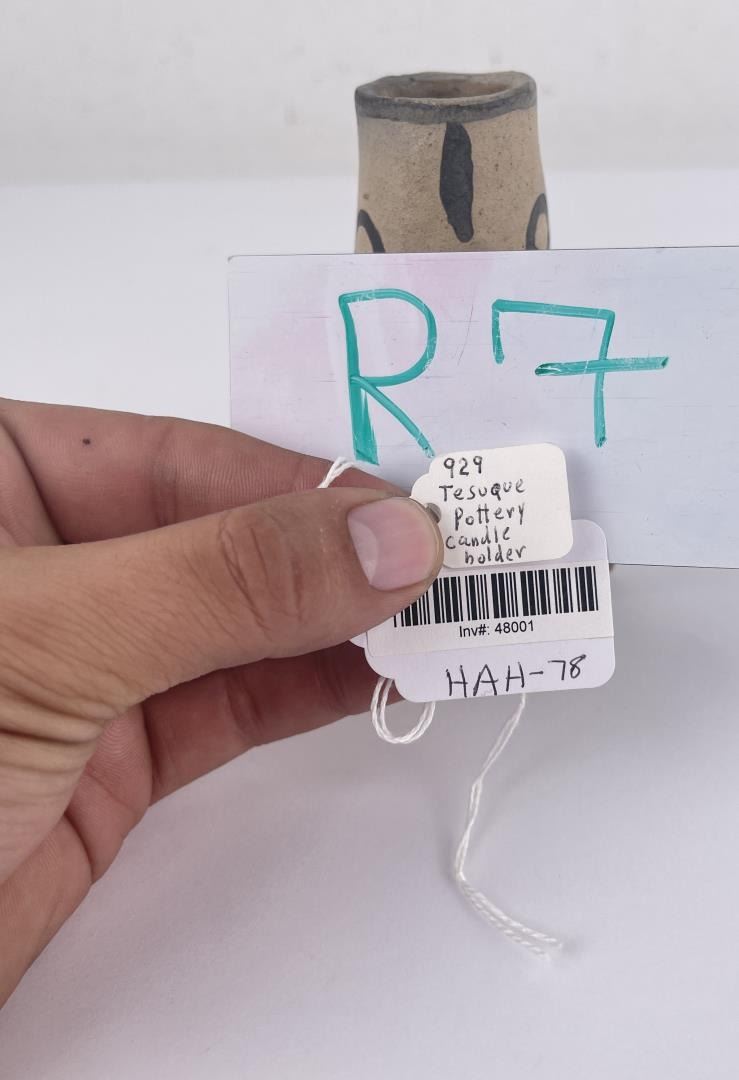 R7
929
Tesuque
Pottery
candle
holder
Inv#: 48001
HAH-78